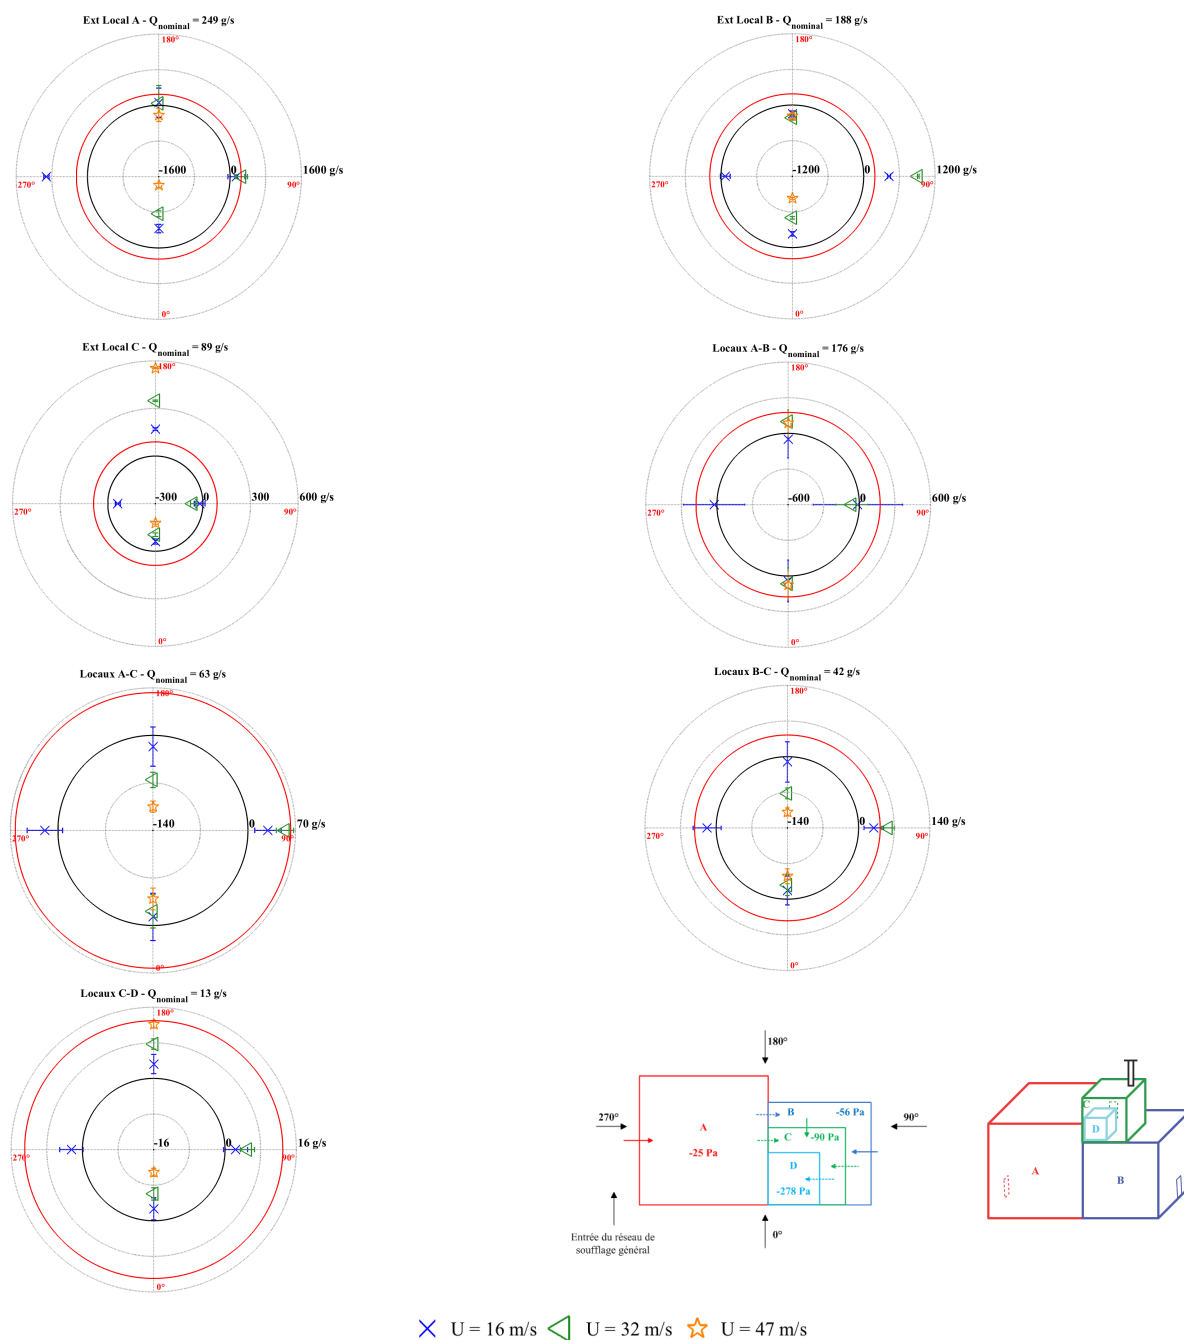 Ext Local A - Qnominal = 249 g/s
180°
-1600
0
1600 g/s
270°
90°
0°
Ext Local B - Qnominal = 188 g/s
180°
-1200
0
1200 g/s
270°
90°
0°
Ext Local C - Qnominal = 89 g/s
180°
-300
0
300
600 g/s
270°
90°
0°
Locaux A-B - Qnominal = 176 g/s
180°
-600
0
600 g/s
270°
90°
0°
Locaux A-C - Qnominal = 63 g/s
180°
-140
0
70 g/s
270°
90°
0°
Locaux B-C - Qnominal = 42 g/s
180°
-140
0
140 g/s
270°
90°
0°
Locaux C-D - Qnominal = 13 g/s
180°
-16
0
16 g/s
270°
90°
0°
180°
270°
90°
B -56 Pa
A
C -90 Pa
-25 Pa
D
-278 Pa
Entrée du réseau de
soufflage général
0°
C
D
A
B
U = 16 m/s U = 32 m/s U = 47 m/s